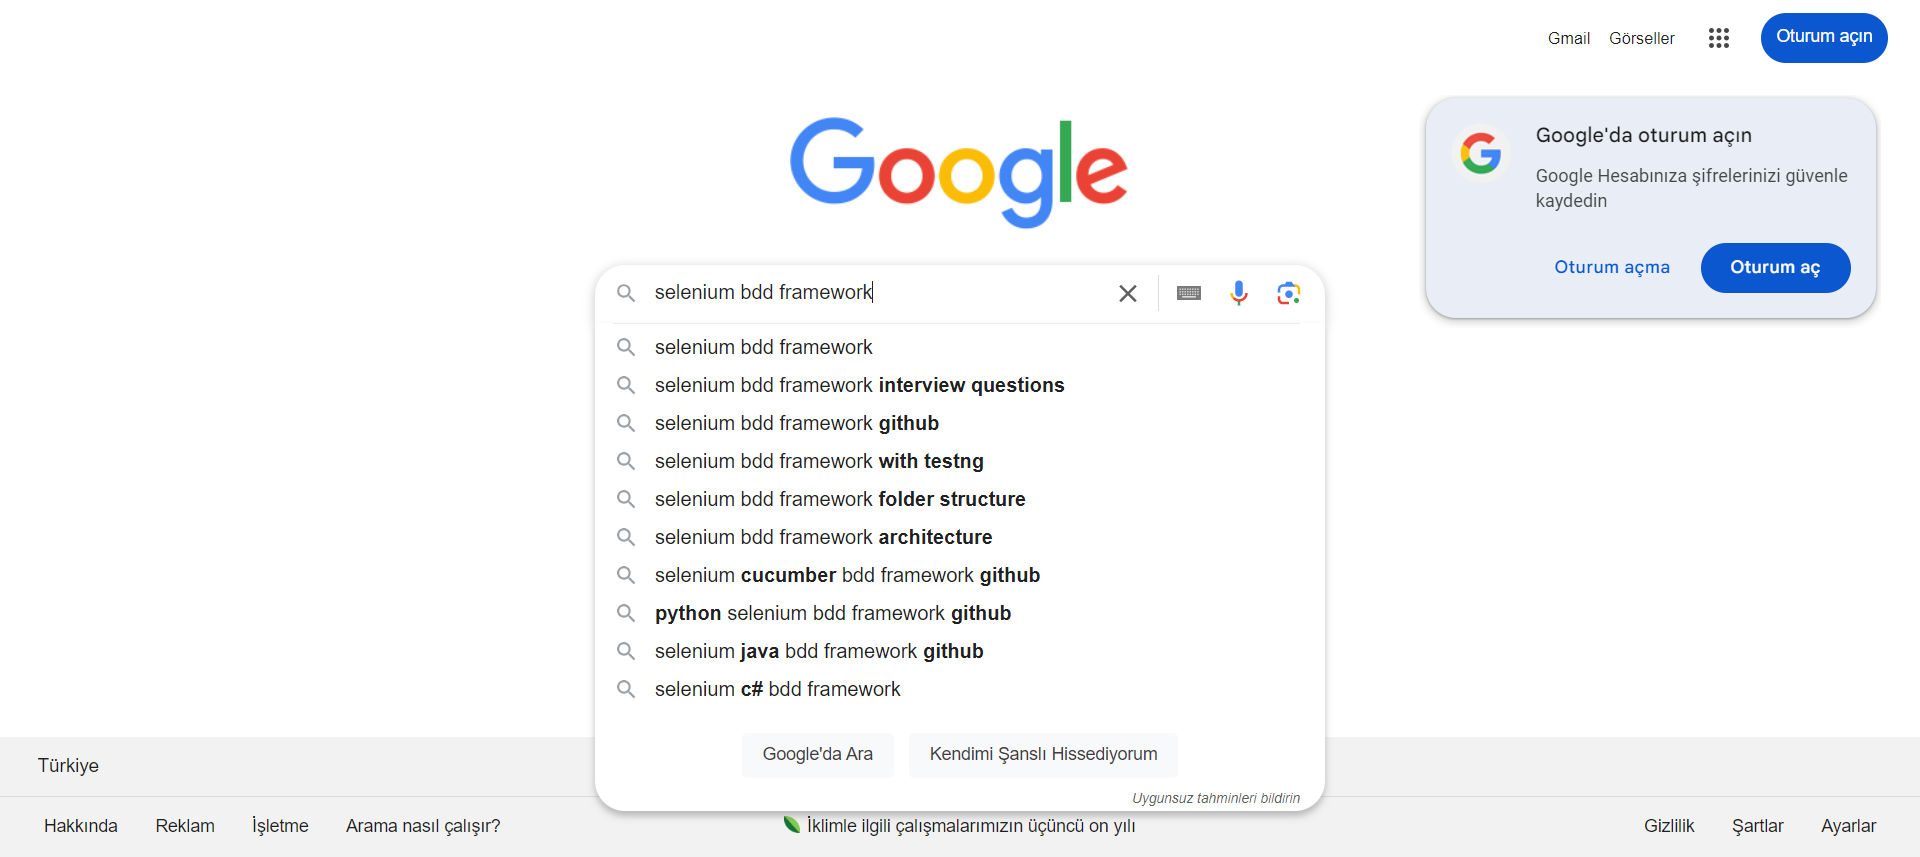 Gmail Görseller Oturum açın
Google
Google'da oturum açın
Google Hesabınıza şifrelerinizi güvenle
kaydedin
Oturum açma Oturum aç
selenium bdd framework
selenium bdd framework
selenium bdd framework interview questions
selenium bdd framework github
selenium bdd framework with testng
selenium bdd framework folder structure
selenium bdd framework architecture
selenium cucumber bdd framework github
python selenium bdd framework github
selenium java bdd framework github
selenium c# bdd framework
Google'da Ara Kendimi Şanslı Hissediyorum
Uygunsuz tahminleri bildirin
Türkiye
Hakkında Reklam İşletme Arama nasıl çalışır? İklimle ilgili çalışmalarımızın üçüncü on yılı Gizlilik Şartlar Ayarlar